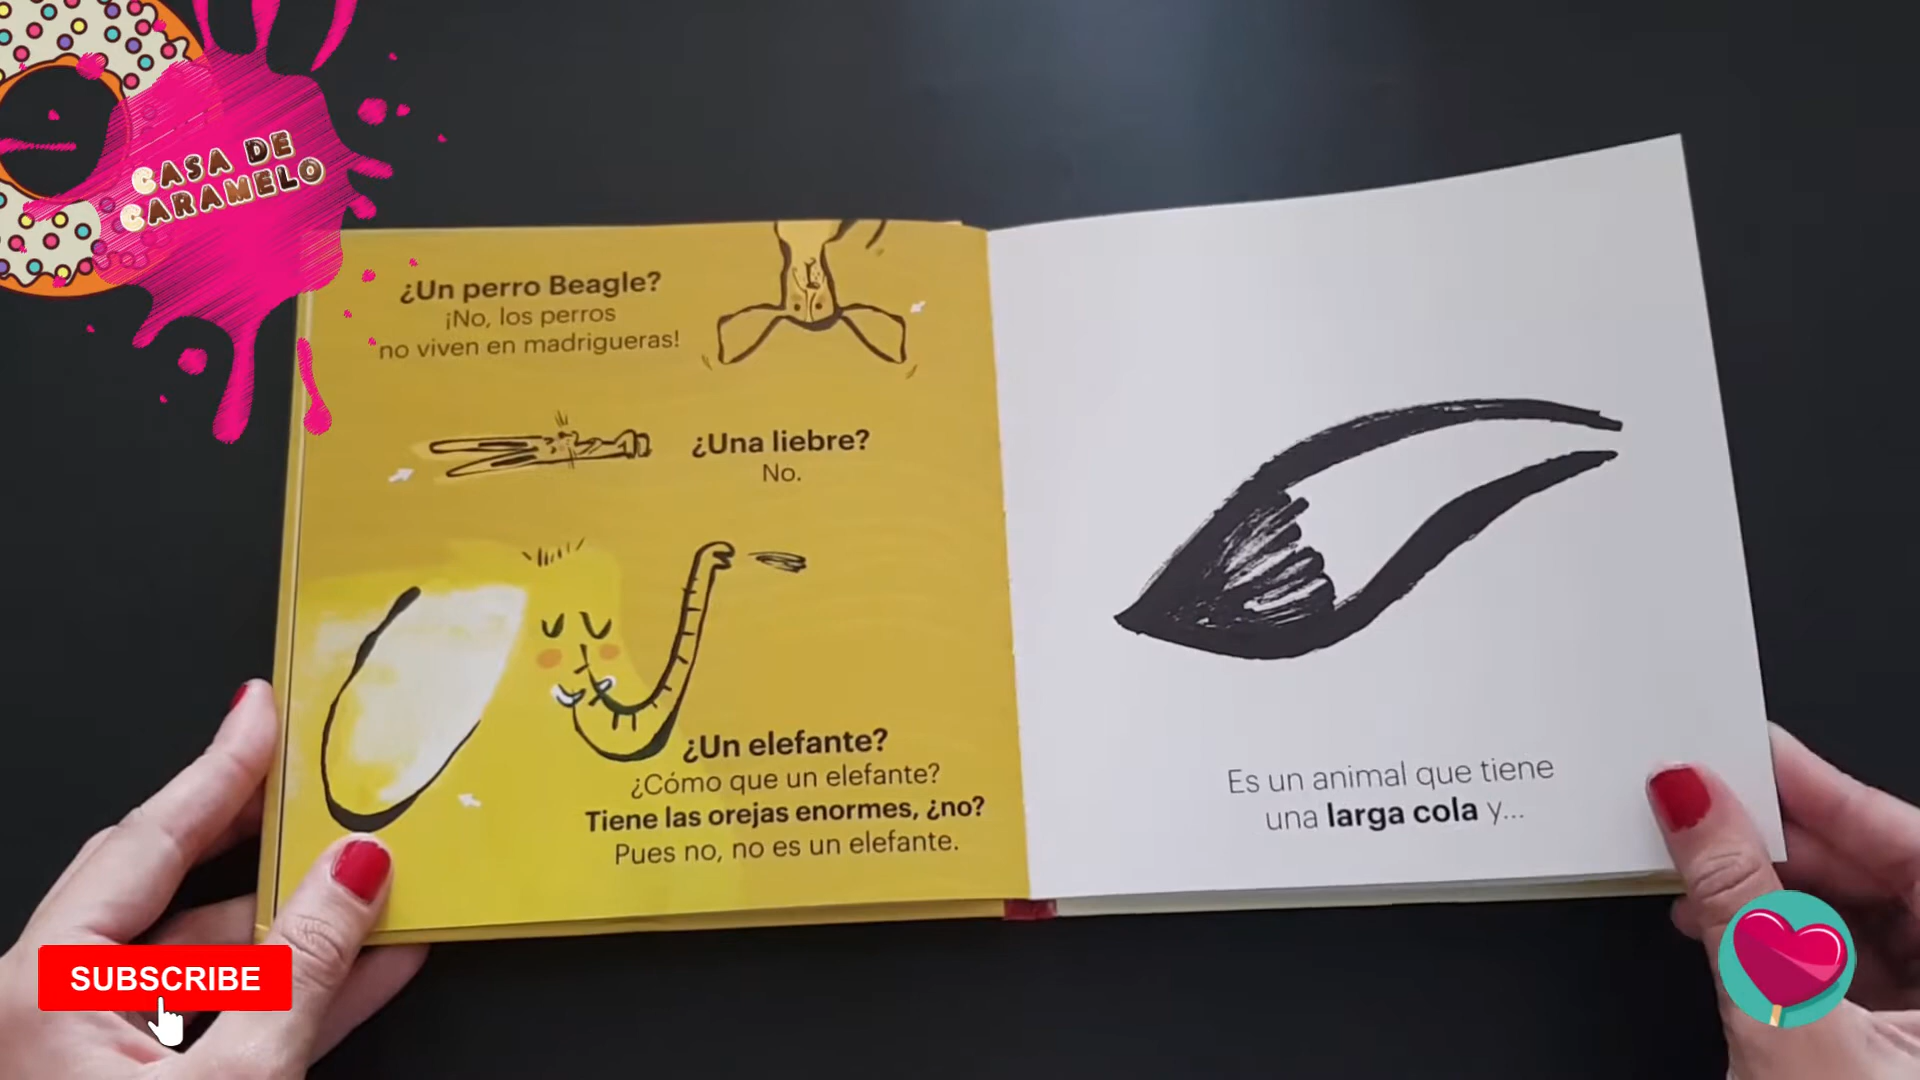 CASA DE
CARAMELO
¿Un perro Beagle?
¡No, los perros
no viven en madrigueras!
¿Una liebre?
No.
¿Un elefante?
¿Cómo que un elefante?
Tiene las orejas enormes, ¿no?
Pues no, no es un elefante.
Es un animal que tiene
una larga cola y...
SUBSCRIBE